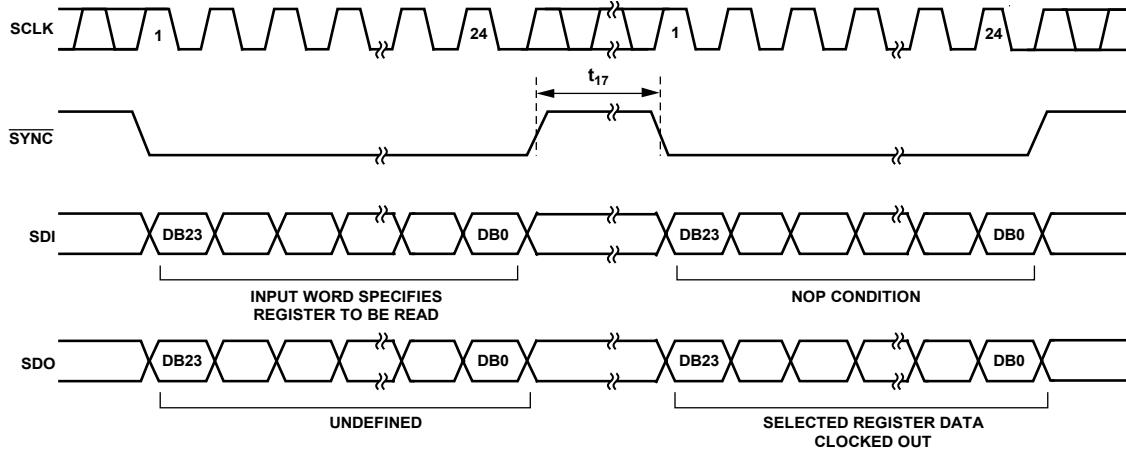 SCLK
1
24
1
24
t17
SYNC
SDI
DB23
DB0
DB23
DB0
INPUT WORD SPECIFIES
REGISTER TO BE READ
NOP CONDITION
SDO
DB23
DB0
DB23
DB0
UNDEFINED
SELECTED REGISTER DATA
CLOCKED OUT